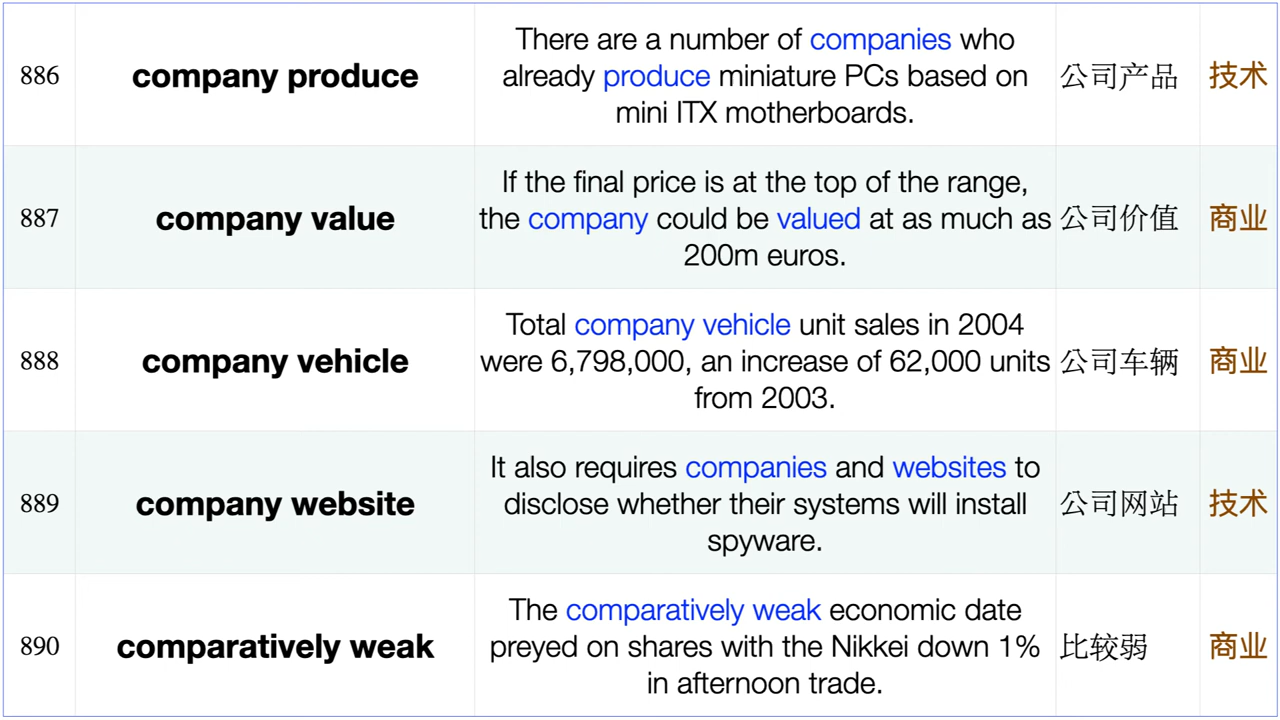 There are a number of companies who
886 company produce already produce miniature PCs based on 公司产品 技术
mini ITX motherboards.
If the final price is at the top of the range,
887 company value the company could be valued at as much as 公司价值 商业
200m euros.
Total company vehicle unit sales in 2004
888 company vehicle were 6,798,000, an increase of 62,000 units 公司车辆 商业
from 2003.
It also requires companies and websites to
889 company website disclose whether their systems will install 公司网站 技术
spyware.
The comparatively weak economic date
890 comparatively weak preyed on shares with the Nikkei down 1% 比较弱 商业
in afternoon trade.